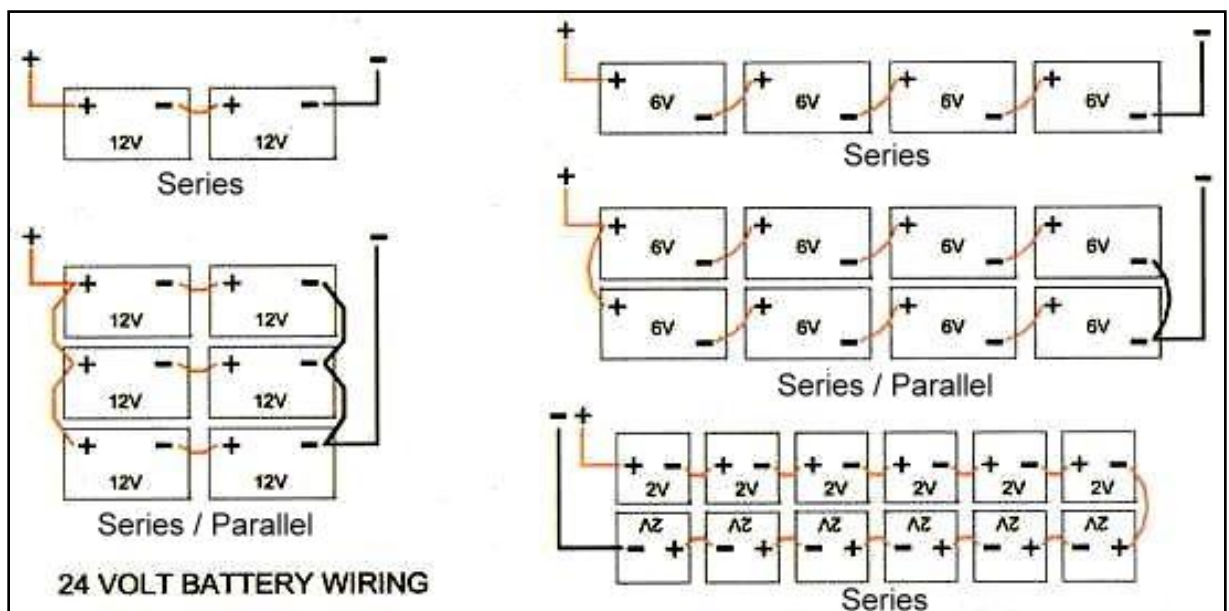 + -
+ - + -
12V 12V
Series
+ -
+ - + -
12V 12V
+ - + -
12V 12V
+ - + -
12V 12V
Series / Parallel
24 VOLT BATTERY WIRING
+ -
+ + + +
6V 6V 6V 6V
- - - -
Series
+ -
+ + + +
6V 6V 6V 6V
- - - -
+ + + +
6V 6V 6V 6V
- - - -
Series / Parallel
- +
+ - + - + - + - + - + -
2V 2V 2V 2V 2V 2V
2V 2V 2V 2V 2V 2V
- + - + - + - + - + - +
Series